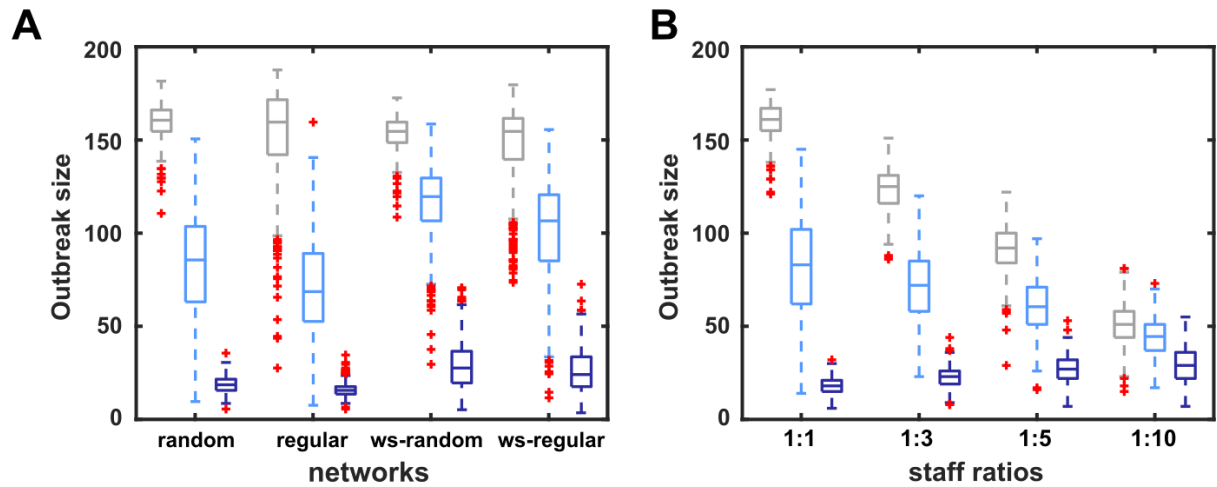 A
B
200
150
100
50
0
Outbreak size
random regular ws-random ws-regular
networks
200
150
100
50
0
Outbreak size
1:1 1:3 1:5 1:10
staff ratios